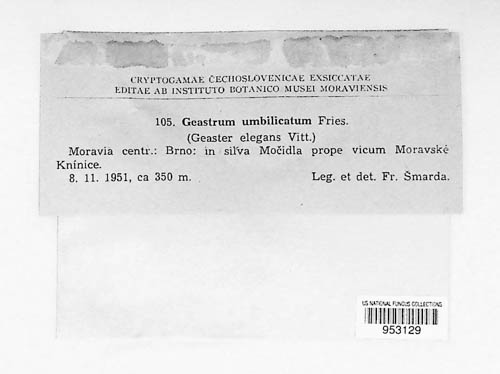 CRYPTOGAMAE ČECHOSLOVENICAE EXSICCATAE
EDITAE AB INSTITUTO BOTANICO MUSEI MORAVIENSIS
105. Geastrum umbilicatum Fries.
(Geaster elegans Vitt.)
Moravia centr.: Brno: in silva Močidla prope vicum Moravské
Knínice.
8. 11. 1951, ca 350 m. Leg. et det. Fr. Šmarda.
US NATIONAL FUNGUS COLLECTIONS
953129